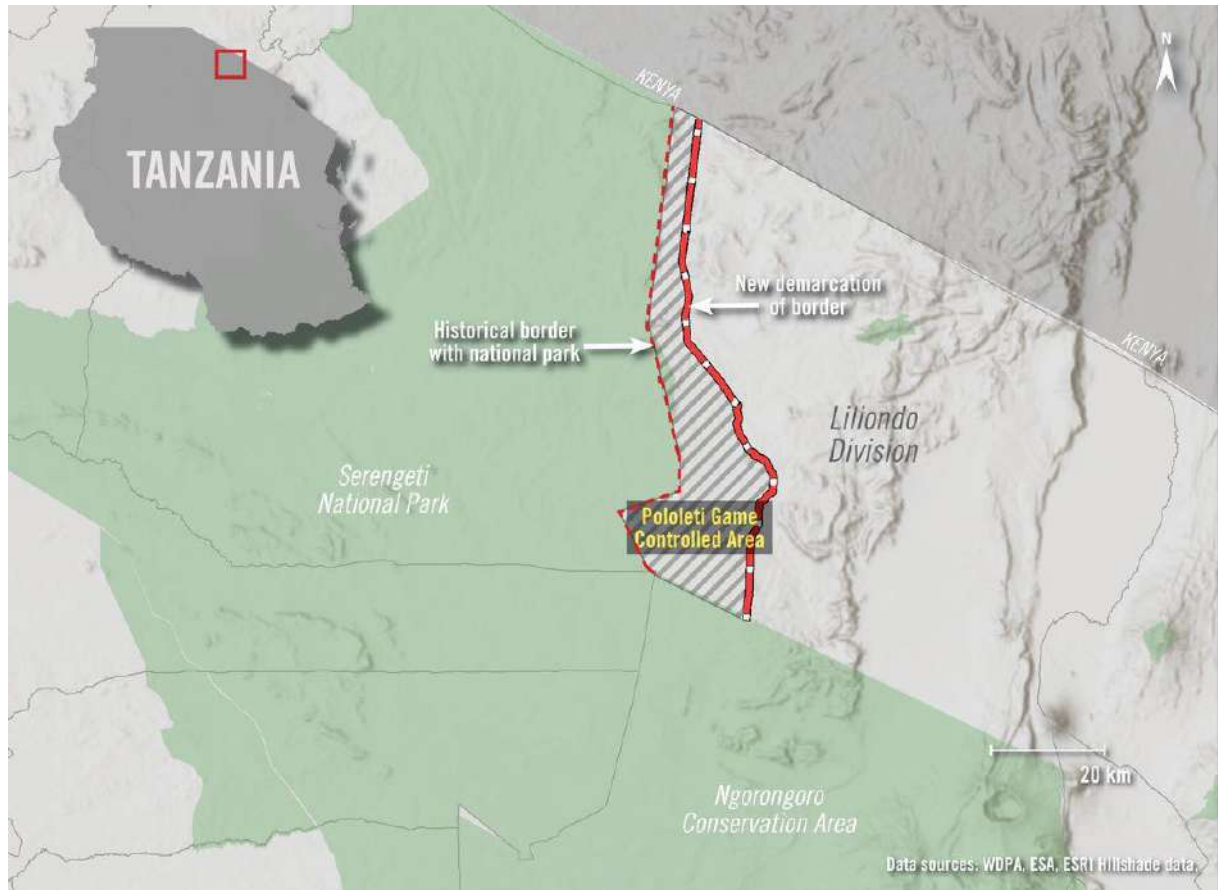 N
KENYA
TANZANIA
New demarcation
of border
Historical border
with national park
KENYA
Liliondo
Division
Serengeti
National Park
Pololeti Game
Controlled Area
20 km
Ngorongoro
Conservation Area
Data sources: WDPA, ESA, ESRI Hillshade data,